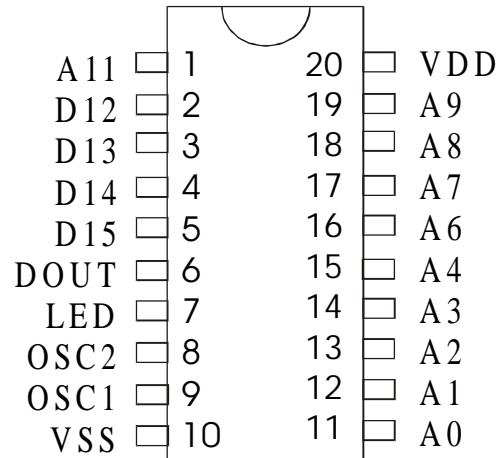 A11 1 20 VDD
D12 2 19 A9
D13 3 18 A8
D14 4 17 A7
D15 5 16 A6
DOUT 6 15 A4
LED 7 14 A3
OSC2 8 13 A2
OSC1 9 12 A1
VSS 10 11 A0